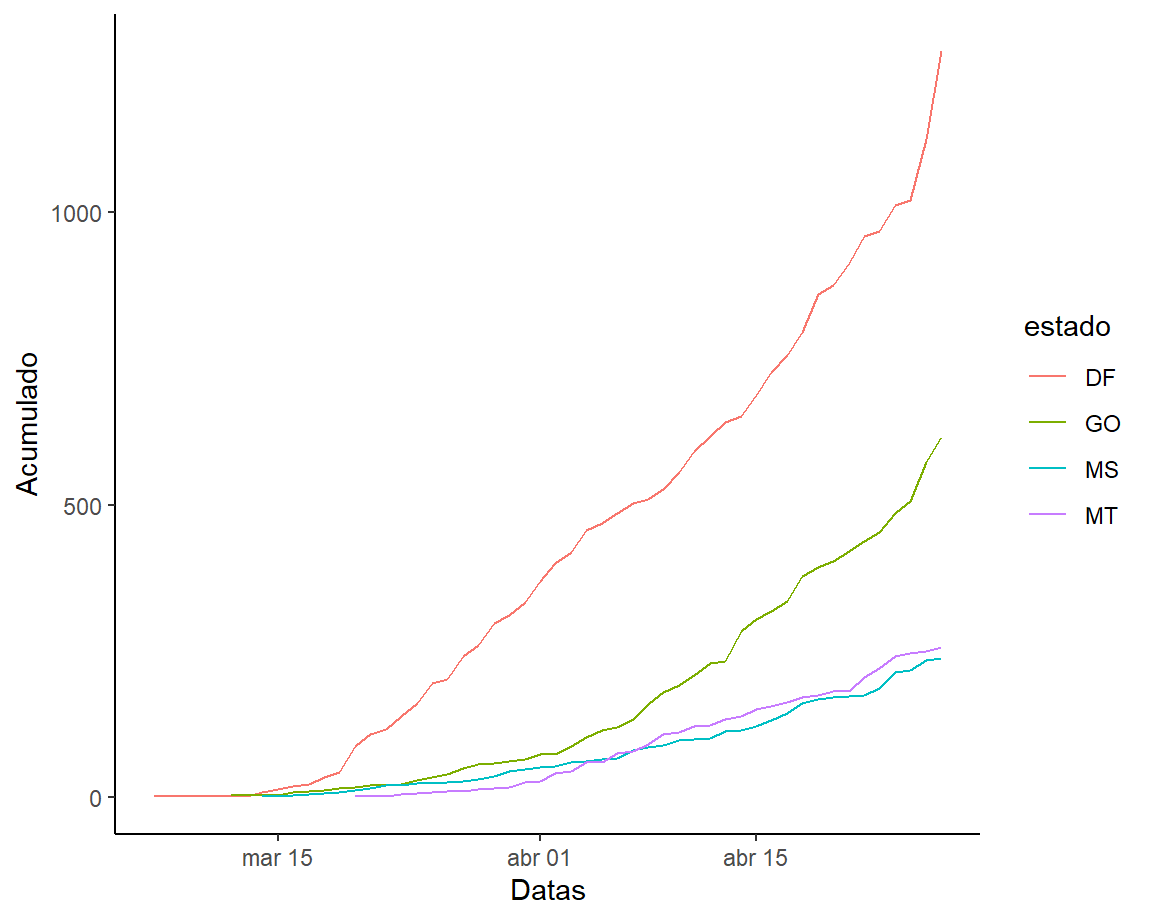 Acumulado
1000
500
0
mar 15
abr 01
abr 15
Datas
estado
DF
GO
MS
MT